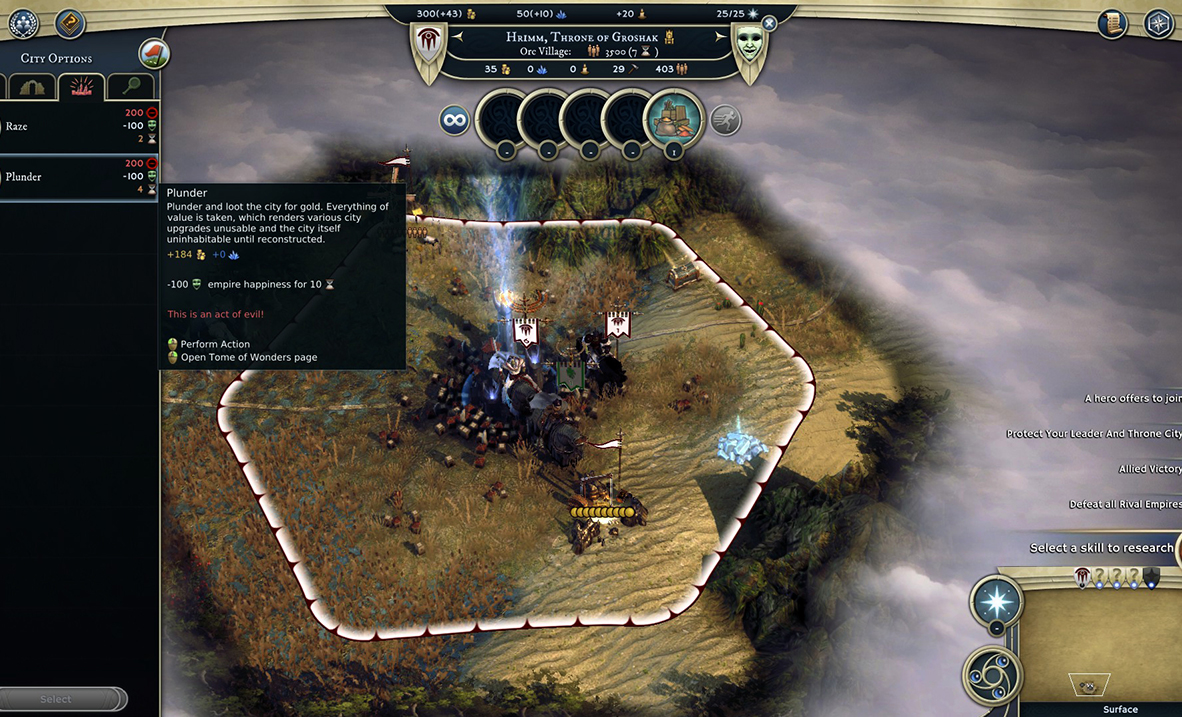 300(+43)
50(+10)
+20
25/25
City Options
Hrimm, Throne of Groshak
Orc Village: 3500 (7 )
35
0
0
29
403
200
Raze
-100
2
200
Plunder
-100
4
-
-
-
-
1
Plunder
Plunder and loot the city for gold. Everything of
value is taken, which renders various city
upgrades unusable and the city itself
uninhabitable until reconstructed.
+184 +0
-100 empire happiness for 10
This is an act of evil!
Perform Action
Open Tome of Wonders page
A hero offers to join
Protect Your Leader And Throne City
Allied Victory
Defeat all Rival Empires
Select a skill to research
? ? ?
-
Select
Surface